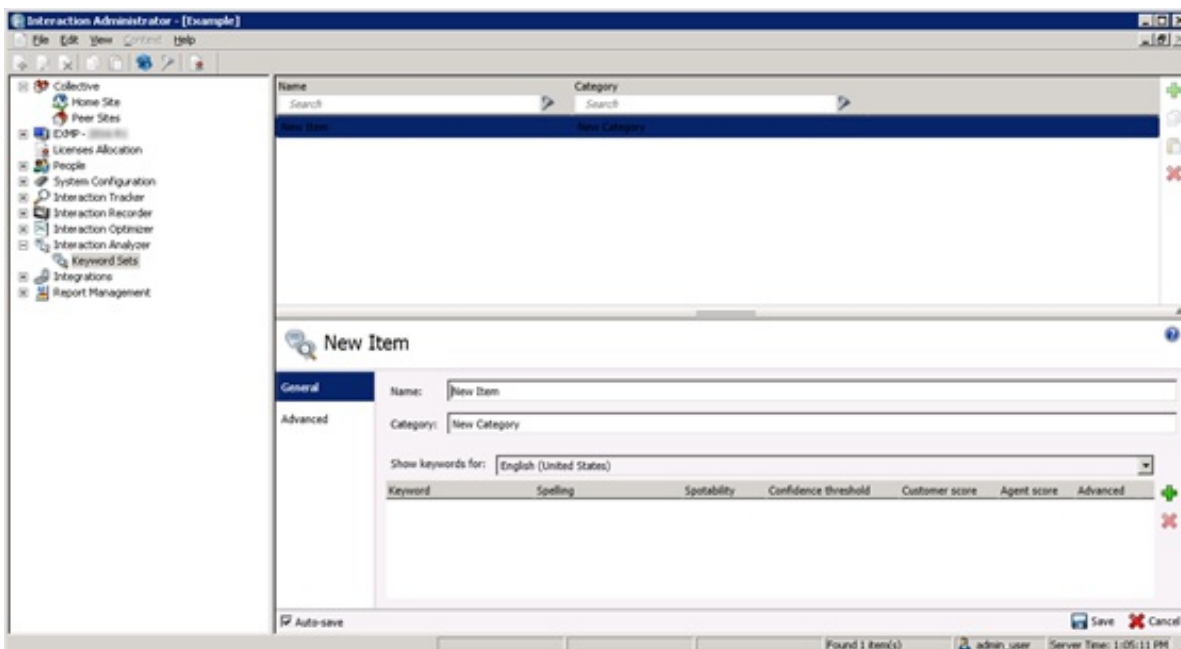 Interaction Administrator - [Example]
File Edit View Context Help
Collective
Home Site
Peer Sites
EXMP -
Licenses Allocation
People
System Configuration
Interaction Tracker
Interaction Recorder
Interaction Optimizer
Interaction Analyzer
Keyword Sets
Integrations
Report Management
Name Category
Search Search
New Item New Category
New Item
General
Advanced
Name: New Item
Category: New Category
Show keywords for: English (United States)
Keyword Spelling Spotability Confidence threshold Customer score Agent score Advanced
Auto-save
Save Cancel
Found 1 item(s) admin_user Server Time: 1:05:11 PM